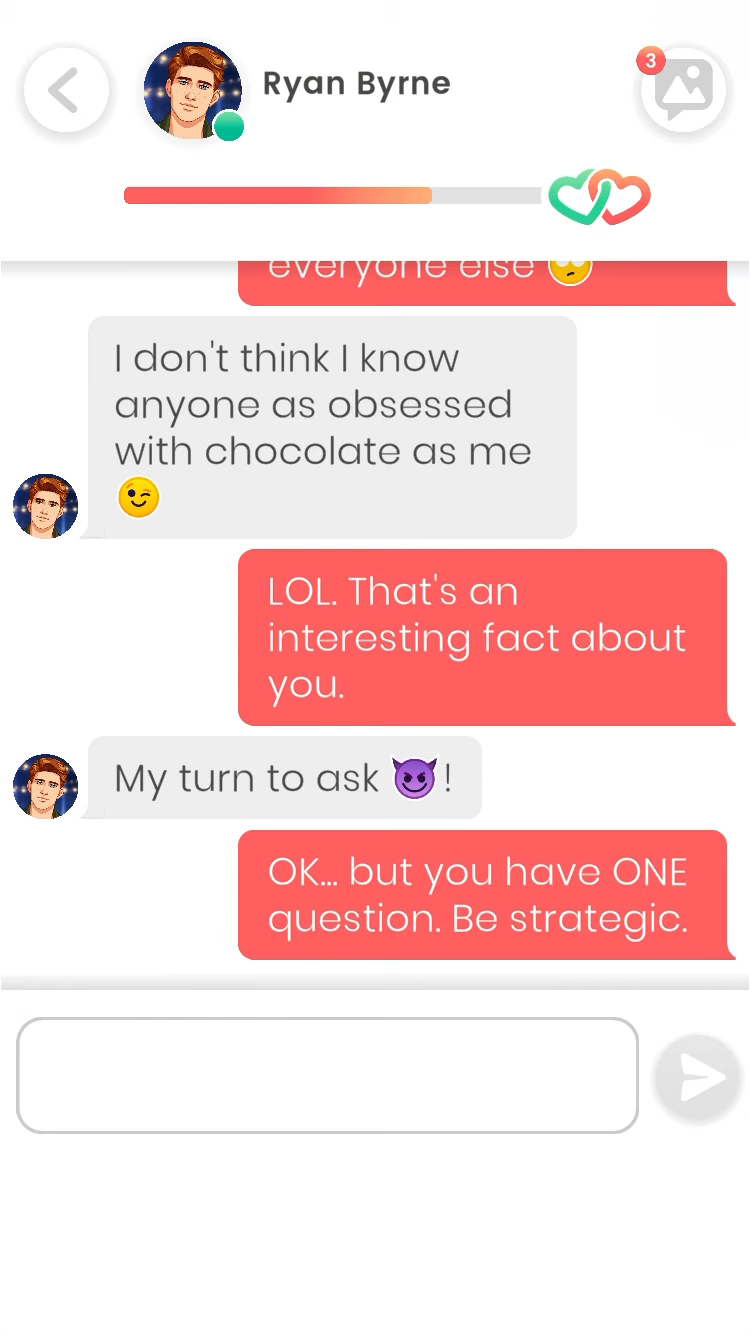 Ryan Byrne
3
everyone else 🥺
I don't think I know
anyone as obsessed
with chocolate as me
😉
LOL. That's an
interesting fact about
you.
My turn to ask 😈!
OK... but you have ONE
question. Be strategic.